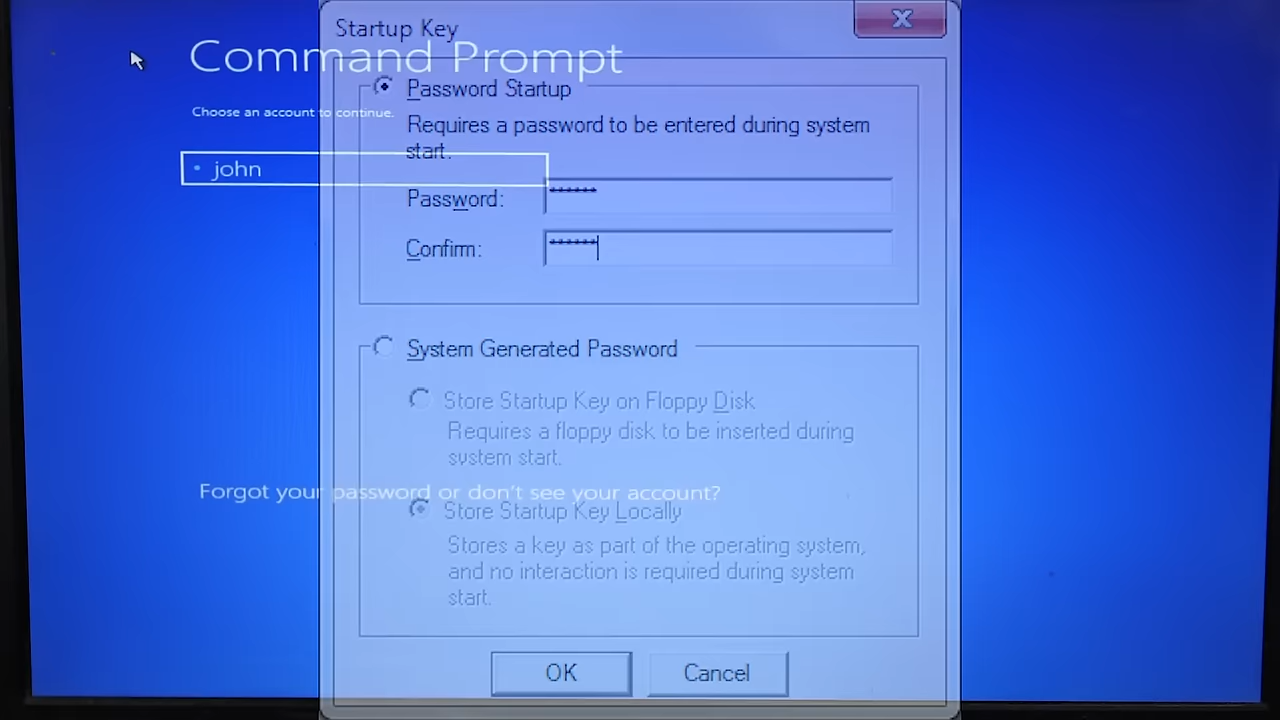 Startup Key
Command Prompt
Password Startup
Choose an account to continue.
Requires a password to be entered during system
start.
john
Password: ******
Confirm: ******
System Generated Password
Store Startup Key on Floppy Disk
Requires a floppy disk to be inserted during
system start.
Forgot your password or don't see your account?
Store Startup Key Locally
Stores a key as part of the operating system,
and no interaction is required during system
start.
OK
Cancel